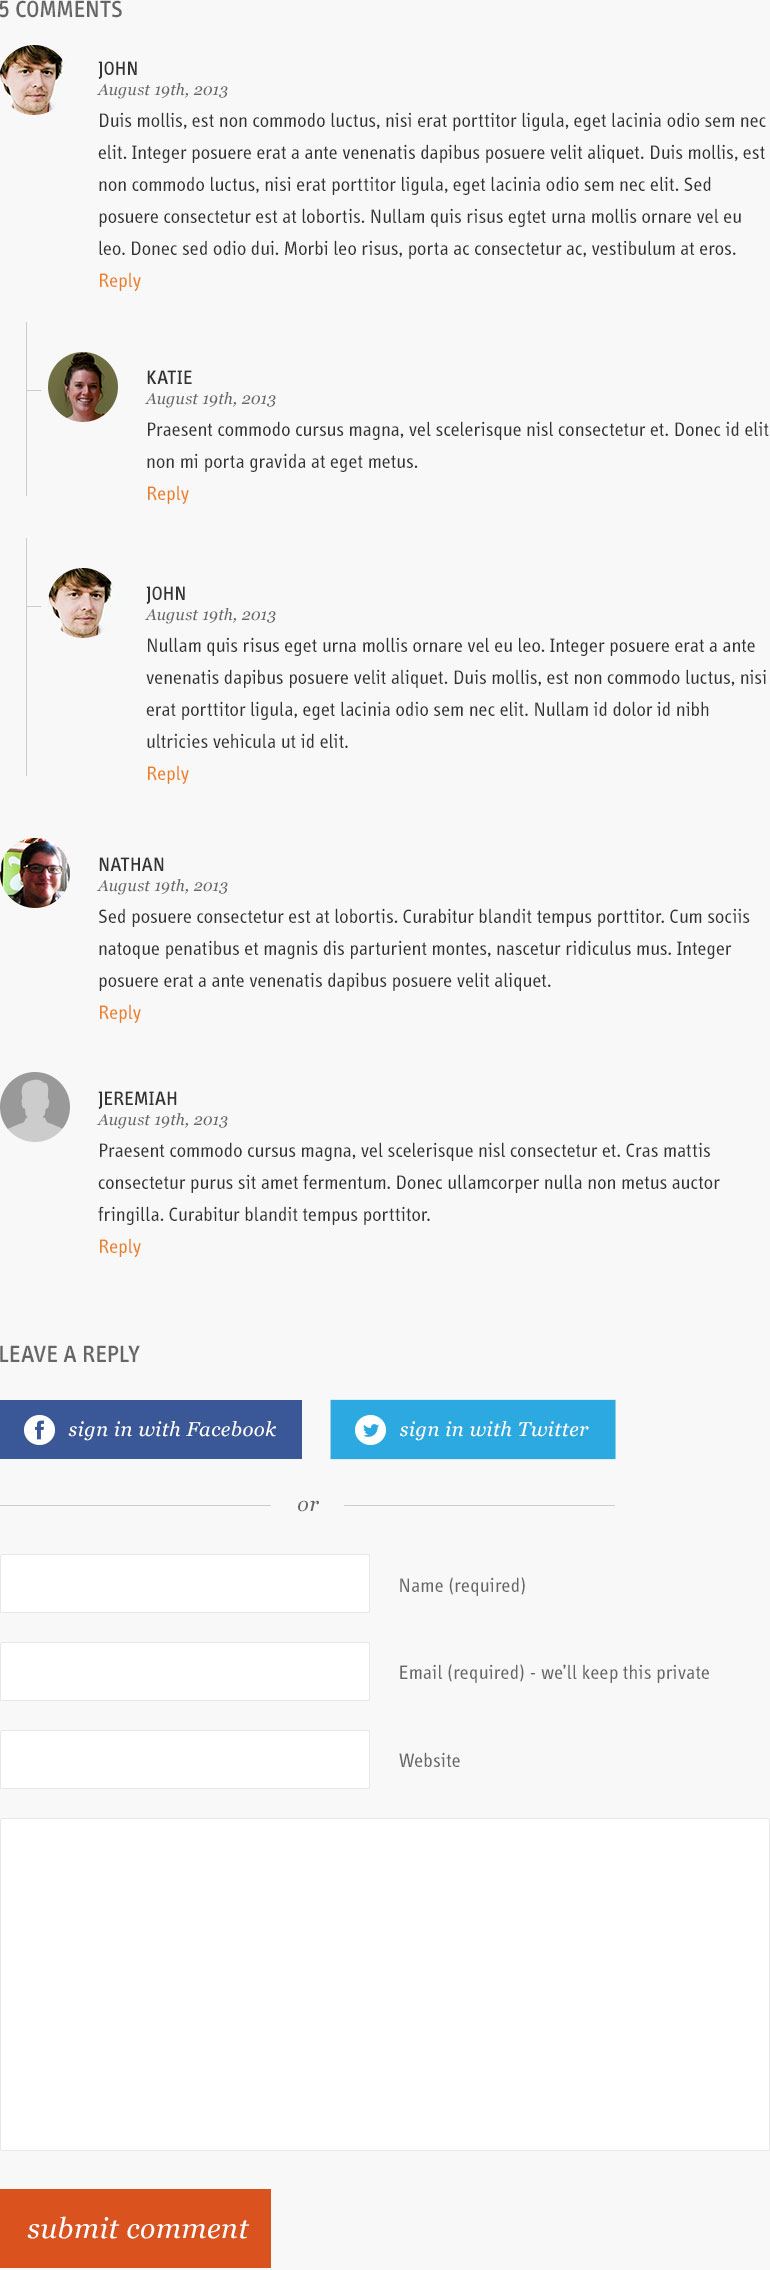 5 COMMENTS
JOHN
August 19th, 2013
Duis mollis, est non commodo luctus, nisi erat porttitor ligula, eget lacinia odio sem nec
elit. Integer posuere erat a ante venenatis dapibus posuere velit aliquet. Duis mollis, est
non commodo luctus, nisi erat porttitor ligula, eget lacinia odio sem nec elit. Sed
posuere consectetur est at lobortis. Nullam quis risus egtet urna mollis ornare vel eu
leo. Donec sed odio dui. Morbi leo risus, porta ac consectetur ac, vestibulum at eros.
Reply
KATIE
August 19th, 2013
Praesent commodo cursus magna, vel scelerisque nisl consectetur et. Donec id elit
non mi porta gravida at eget metus.
Reply
JOHN
August 19th, 2013
Nullam quis risus eget urna mollis ornare vel eu leo. Integer posuere erat a ante
venenatis dapibus posuere velit aliquet. Duis mollis, est non commodo luctus, nisi
erat porttitor ligula, eget lacinia odio sem nec elit. Nullam id dolor id nibh
ultricies vehicula ut id elit.
Reply
NATHAN
August 19th, 2013
Sed posuere consectetur est at lobortis. Curabitur blandit tempus porttitor. Cum sociis
natoque penatibus et magnis dis parturient montes, nascetur ridiculus mus. Integer
posuere erat a ante venenatis dapibus posuere velit aliquet.
Reply
JEREMIAH
August 19th, 2013
Praesent commodo cursus magna, vel scelerisque nisl consectetur et. Cras mattis
consectetur purus sit amet fermentum. Donec ullamcorper nulla non metus auctor
fringilla. Curabitur blandit tempus porttitor.
Reply
LEAVE A REPLY
sign in with Facebook
sign in with Twitter
or
Name (required)
Email (required) - we'll keep this private
Website
submit comment